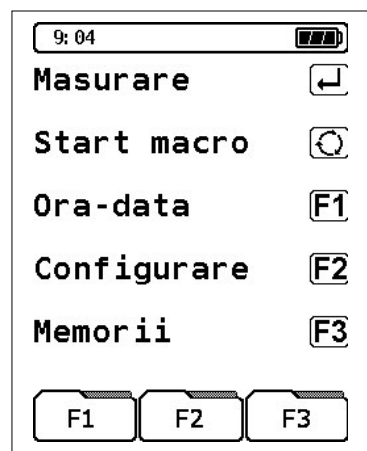 9:04
Masurare
Start macro
Ora-data F1
Configurare F2
Memorii F3
F1 F2 F3